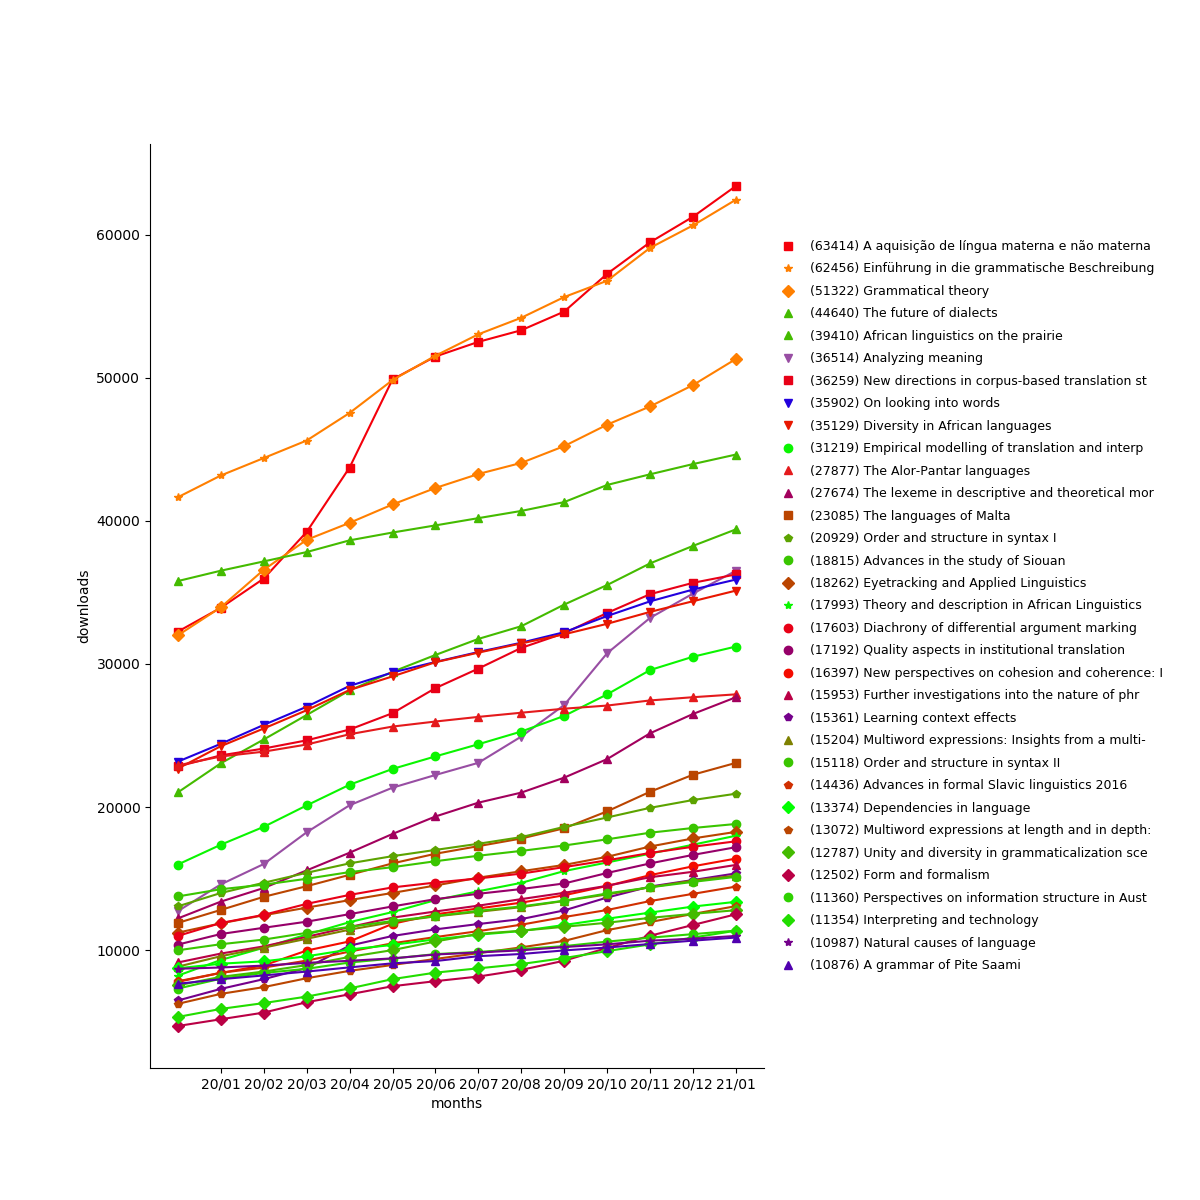 60000
50000
40000
30000
20000
10000
downloads
20/01 20/02 20/03 20/04 20/05 20/06 20/07 20/08 20/09 20/10 20/11 20/12 21/01
months
(63414) A aquisição de língua materna e não materna
(62456) Einführung in die grammatische Beschreibung
(51322) Grammatical theory
(44640) The future of dialects
(39410) African linguistics on the prairie
(36514) Analyzing meaning
(36259) New directions in corpus-based translation st
(35902) On looking into words
(35129) Diversity in African languages
(31219) Empirical modelling of translation and interp
(27877) The Alor-Pantar languages
(27674) The lexeme in descriptive and theoretical mor
(23085) The languages of Malta
(20929) Order and structure in syntax I
(18815) Advances in the study of Siouan
(18262) Eyetracking and Applied Linguistics
(17993) Theory and description in African Linguistics
(17603) Diachrony of differential argument marking
(17192) Quality aspects in institutional translation
(16397) New perspectives on cohesion and coherence: I
(15953) Further investigations into the nature of phr
(15361) Learning context effects
(15204) Multiword expressions: Insights from a multi-
(15118) Order and structure in syntax II
(14436) Advances in formal Slavic linguistics 2016
(13374) Dependencies in language
(13072) Multiword expressions at length and in depth:
(12787) Unity and diversity in grammaticalization sce
(12502) Form and formalism
(11360) Perspectives on information structure in Aust
(11354) Interpreting and technology
(10987) Natural causes of language
(10876) A grammar of Pite Saami